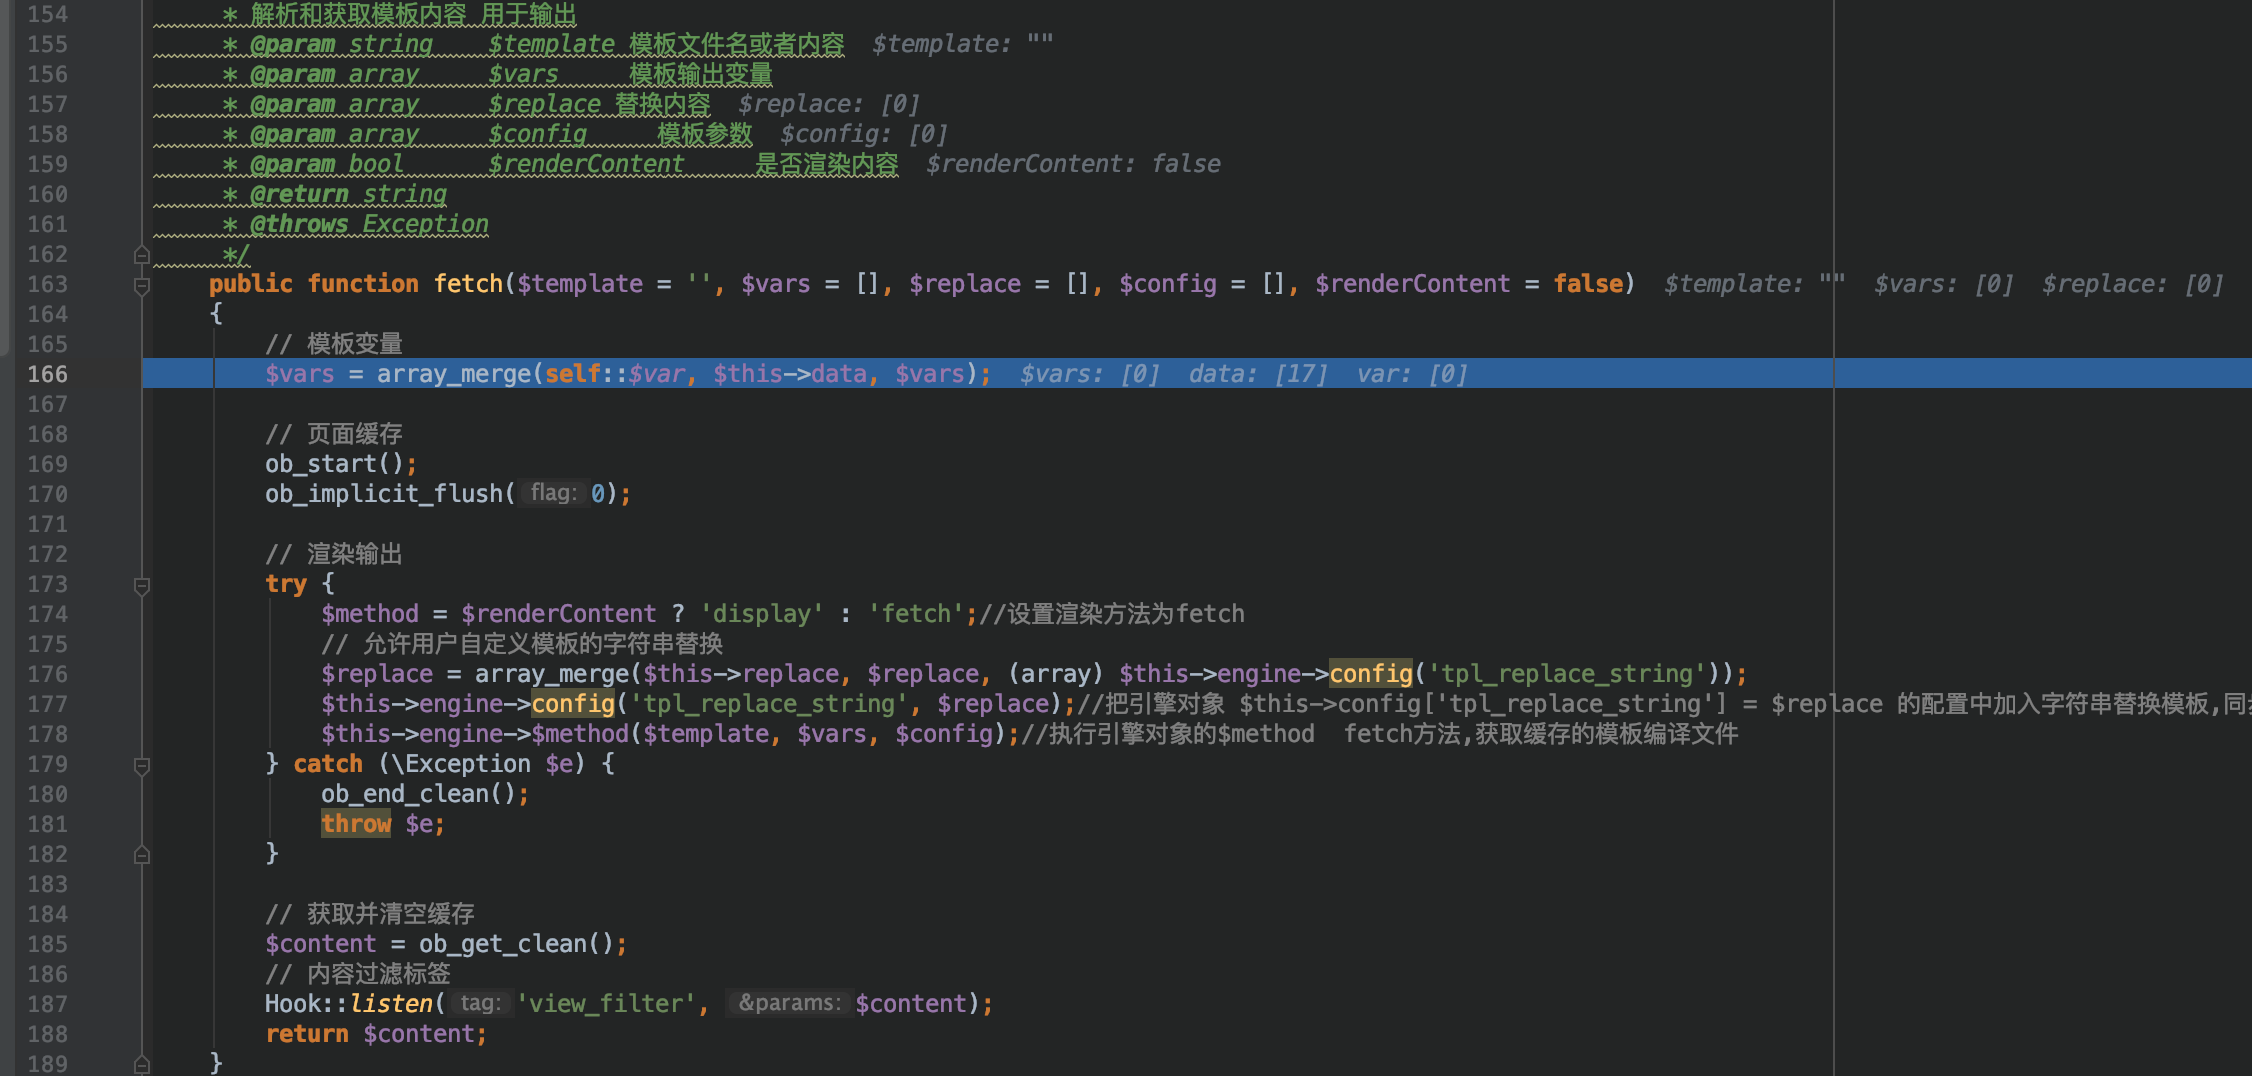 154 * 解析和获取模板内容 用于输出
155 * @param string $template 模板文件名或者内容 $template: ""
156 * @param array $vars 模板输出变量
157 * @param array $replace 替换内容 $replace: [0]
158 * @param array $config 模板参数 $config: [0]
159 * @param bool $renderContent 是否渲染内容 $renderContent: false
160 * @return string
161 * @throws Exception
162 */
163 public function fetch($template = '', $vars = [], $replace = [], $config = [], $renderContent = false) $template: "" $vars: [0] $replace: [0]
164 {
165 // 模板变量
166 $vars = array_merge(self::$var, $this->data, $vars); $vars: [0] data: [17] var: [0]
167
168 // 页面缓存
169 ob_start();
170 ob_implicit_flush( flag: 0);
171
172 // 渲染输出
173 try {
174 $method = $renderContent ? 'display' : 'fetch';//设置渲染方法为fetch
175 // 允许用户自定义模板的字符串替换
176 $replace = array_merge($this->replace, $replace, (array) $this->engine->config('tpl_replace_string'));
177 $this->engine->config('tpl_replace_string', $replace);//把引擎对象 $this->config['tpl_replace_string'] = $replace 的配置中加入字符串替换模板,同
178 $this->engine->$method($template, $vars, $config);//执行引擎对象的$method fetch方法,获取缓存的模板编译文件
179 } catch (\Exception $e) {
180 ob_end_clean();
181 throw $e;
182 }
183
184 // 获取并清空缓存
185 $content = ob_get_clean();
186 // 内容过滤标签
187 Hook::listen( tag: 'view_filter', &params: $content);
188 return $content;
189 }